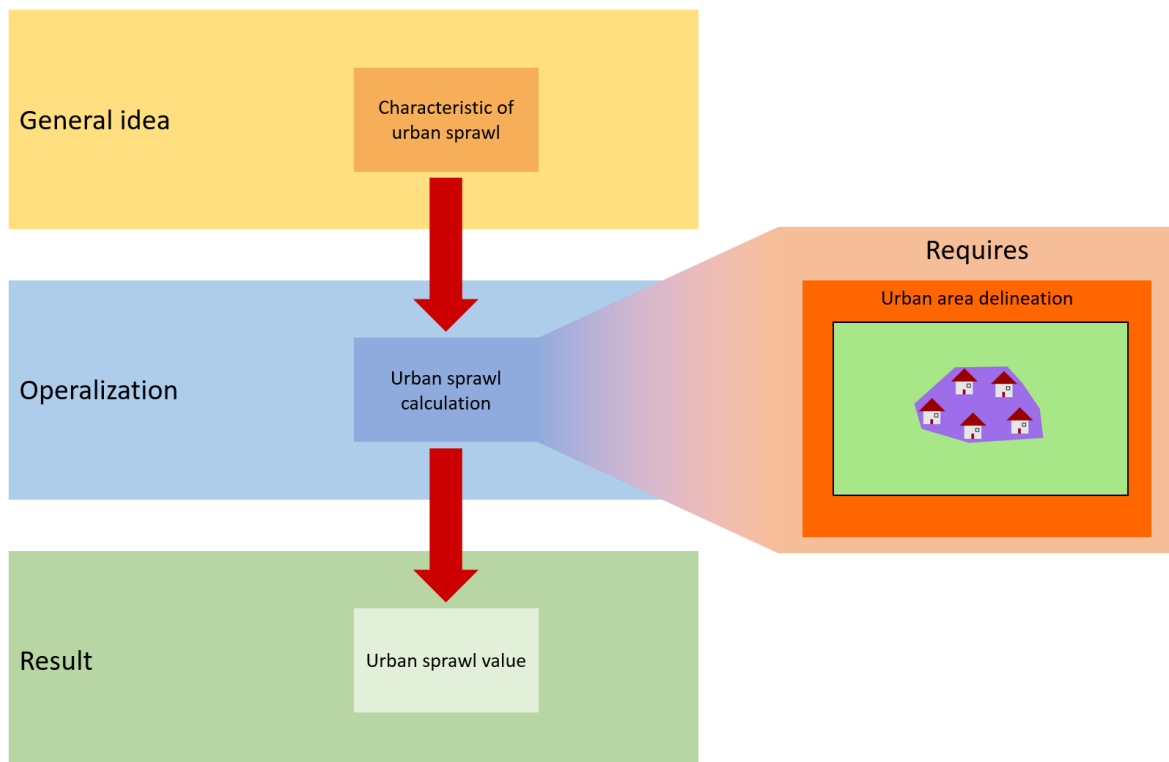 General idea
Characteristic of
urban sprawl
Requires
Urban area delineation
Operalization
Urban sprawl
calculation
Result
Urban sprawl value